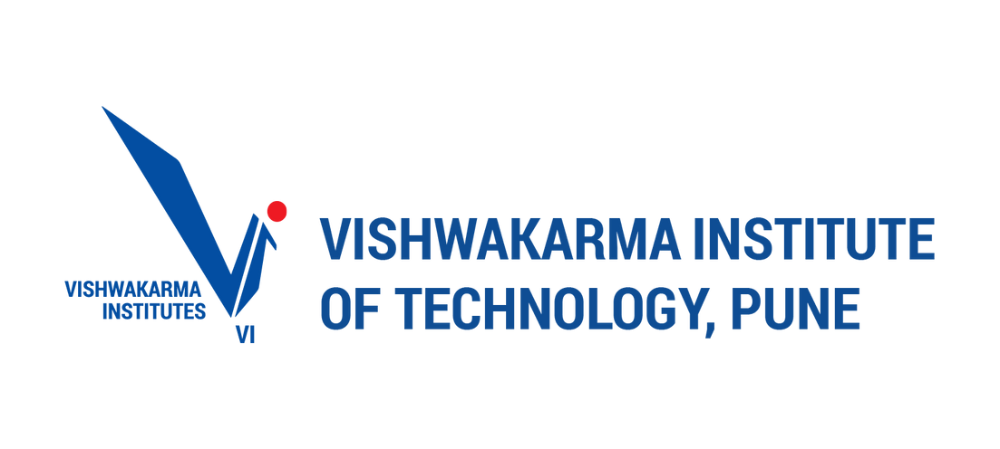 VISHWAKARMA
INSTITUTES
VI
VISHWAKARMA INSTITUTE
OF TECHNOLOGY, PUNE